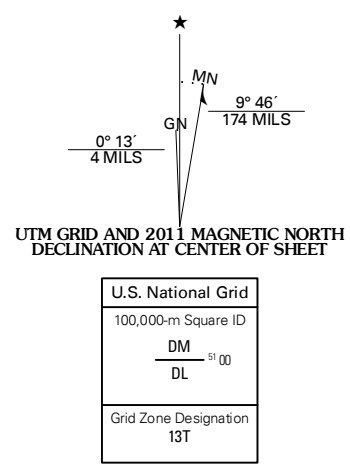 ★
MN
9° 46´
174 MILS
GN
0° 13´
4 MILS
UTM GRID AND 2011 MAGNETIC NORTH
DECLINATION AT CENTER OF SHEET
U.S. National Grid
100,000-m Square ID
DM
51 00
DL
Grid Zone Designation
13T